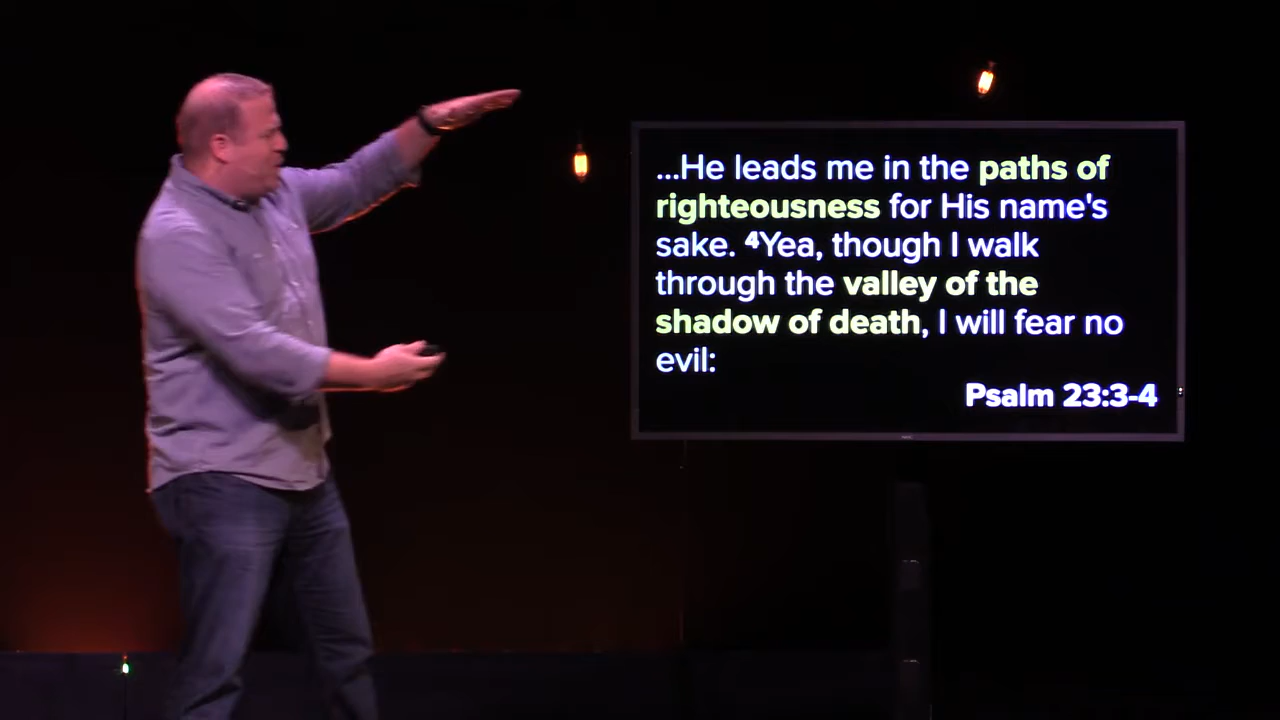 ...He leads me in the paths of
righteousness for His name's
sake. ⁴Yea, though I walk
through the valley of the
shadow of death, I will fear no
evil:
Psalm 23:3-4